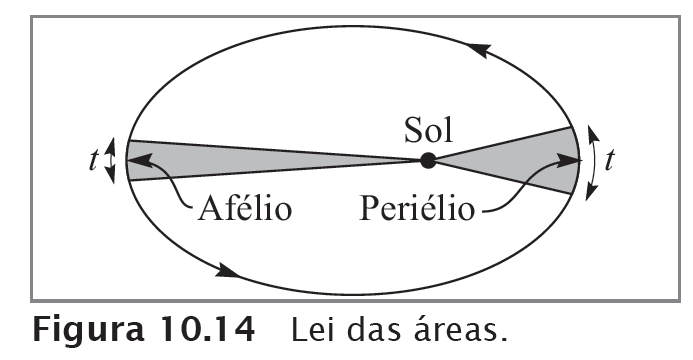 Sol
t
t
Afélio
Periélio
Figura 10.14 Lei das áreas.